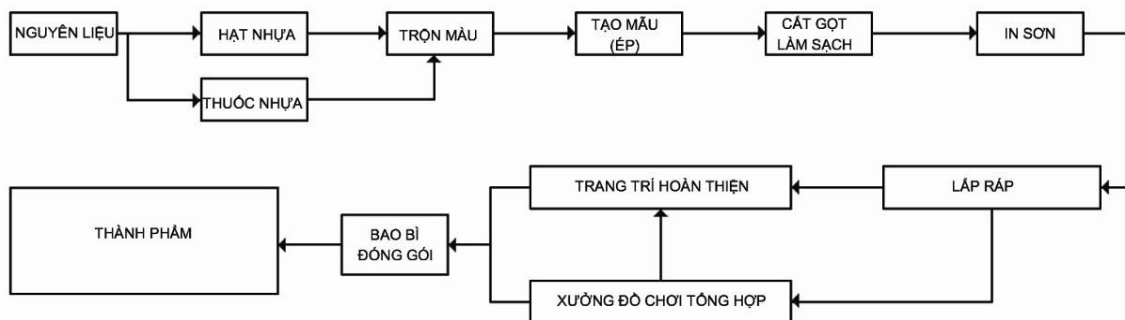 NGUYÊN LIỆU
HẠT NHỰA
TRỘN MÀU
TẠO MẪU
(ÉP)
CẮT GỌT
LÀM SẠCH
IN SƠN
THUỐC NHỰA
TRANG TRÍ HOÀN THIỆN
LẮP RÁP
THÀNH PHẨM
BAO BÌ
ĐÓNG GÓI
XƯỞNG ĐỒ CHƠI TỔNG HỢP